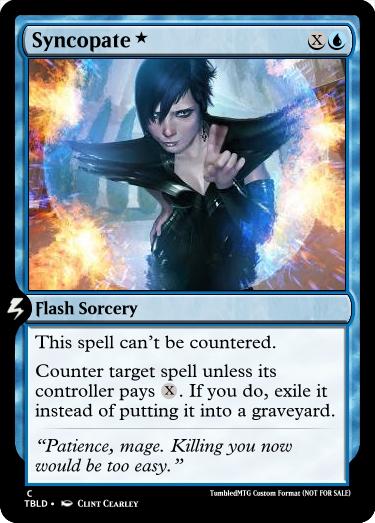 Syncopate ★ X
Flash Sorcery
This spell can't be countered.
Counter target spell unless its
controller pays X. If you do, exile it
instead of putting it into a graveyard.
“Patience, mage. Killing you now
would be too easy.”
C
TBLD • Clint Cearley
TumbledMTG Custom Format (NOT FOR SALE)